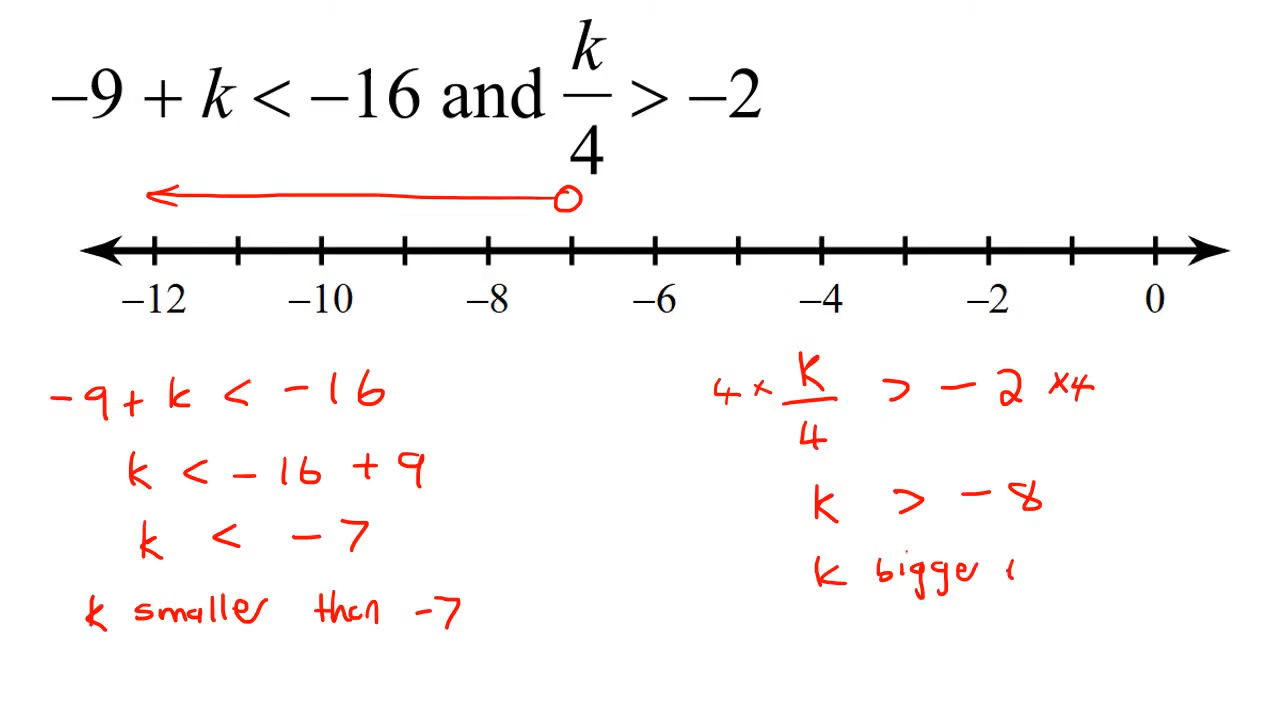 −9 + k < −16 and k/4 > −2
−12 −10 −8 −6 −4 −2 0
-9 + k < -16
k < -16 + 9
k < -7
k smaller than -7
4 × k/4 > -2 ×4
k > -8
k bigger